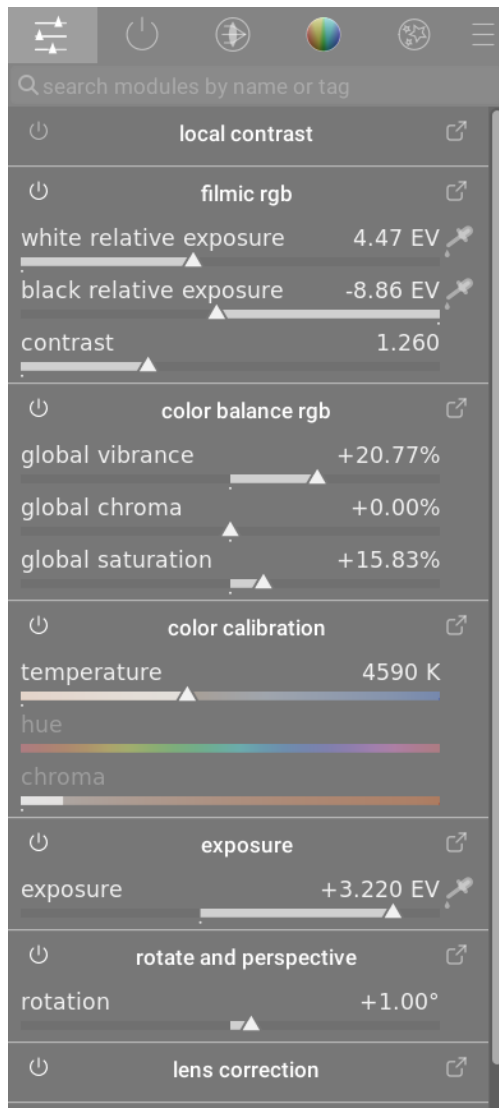 search modules by name or tag
local contrast
filmic rgb
white relative exposure 4.47 EV
black relative exposure -8.86 EV
contrast 1.260
color balance rgb
global vibrance +20.77%
global chroma +0.00%
global saturation +15.83%
color calibration
temperature 4590 K
hue
chroma
exposure
exposure +3.220 EV
rotate and perspective
rotation +1.00°
lens correction